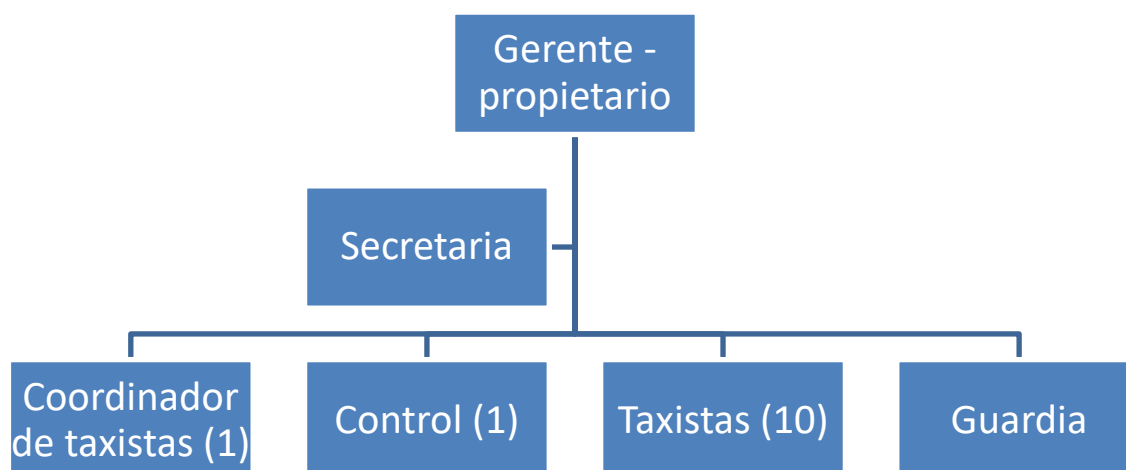 Gerente -
propietario
Secretaria
Coordinador
de taxistas (1)
Control (1)
Taxistas (10)
Guardia